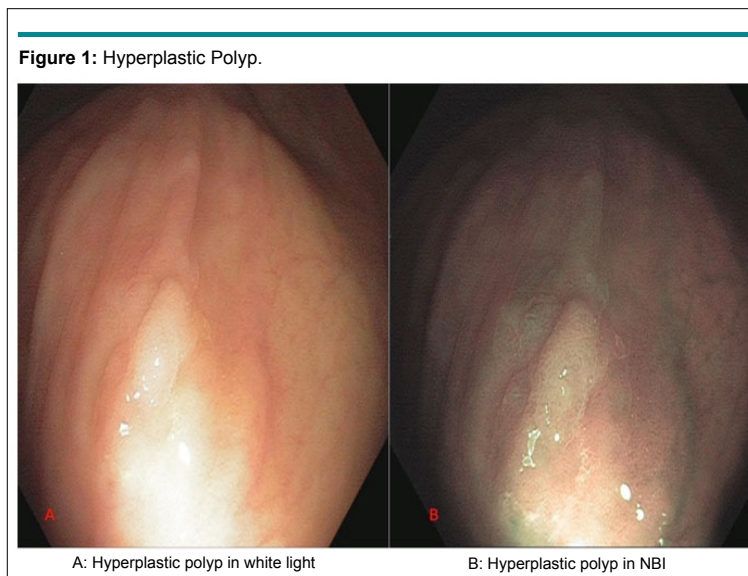 Figure 1: Hyperplastic Polyp.
A
B
A: Hyperplastic polyp in white light
B: Hyperplastic polyp in NBI